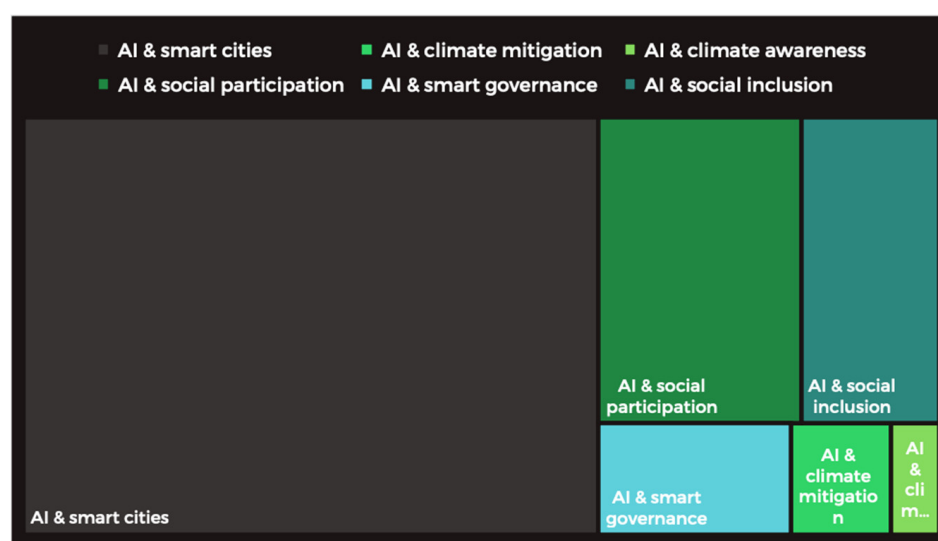 AI & smart cities
AI & climate mitigation
AI & climate awareness
AI & social participation
AI & smart governance
AI & social inclusion
AI & social
participation
AI & social
inclusion
AI & smart cities
AI & smart
governance
AI &
climate
mitigatio
n
AI
&
cli
m...